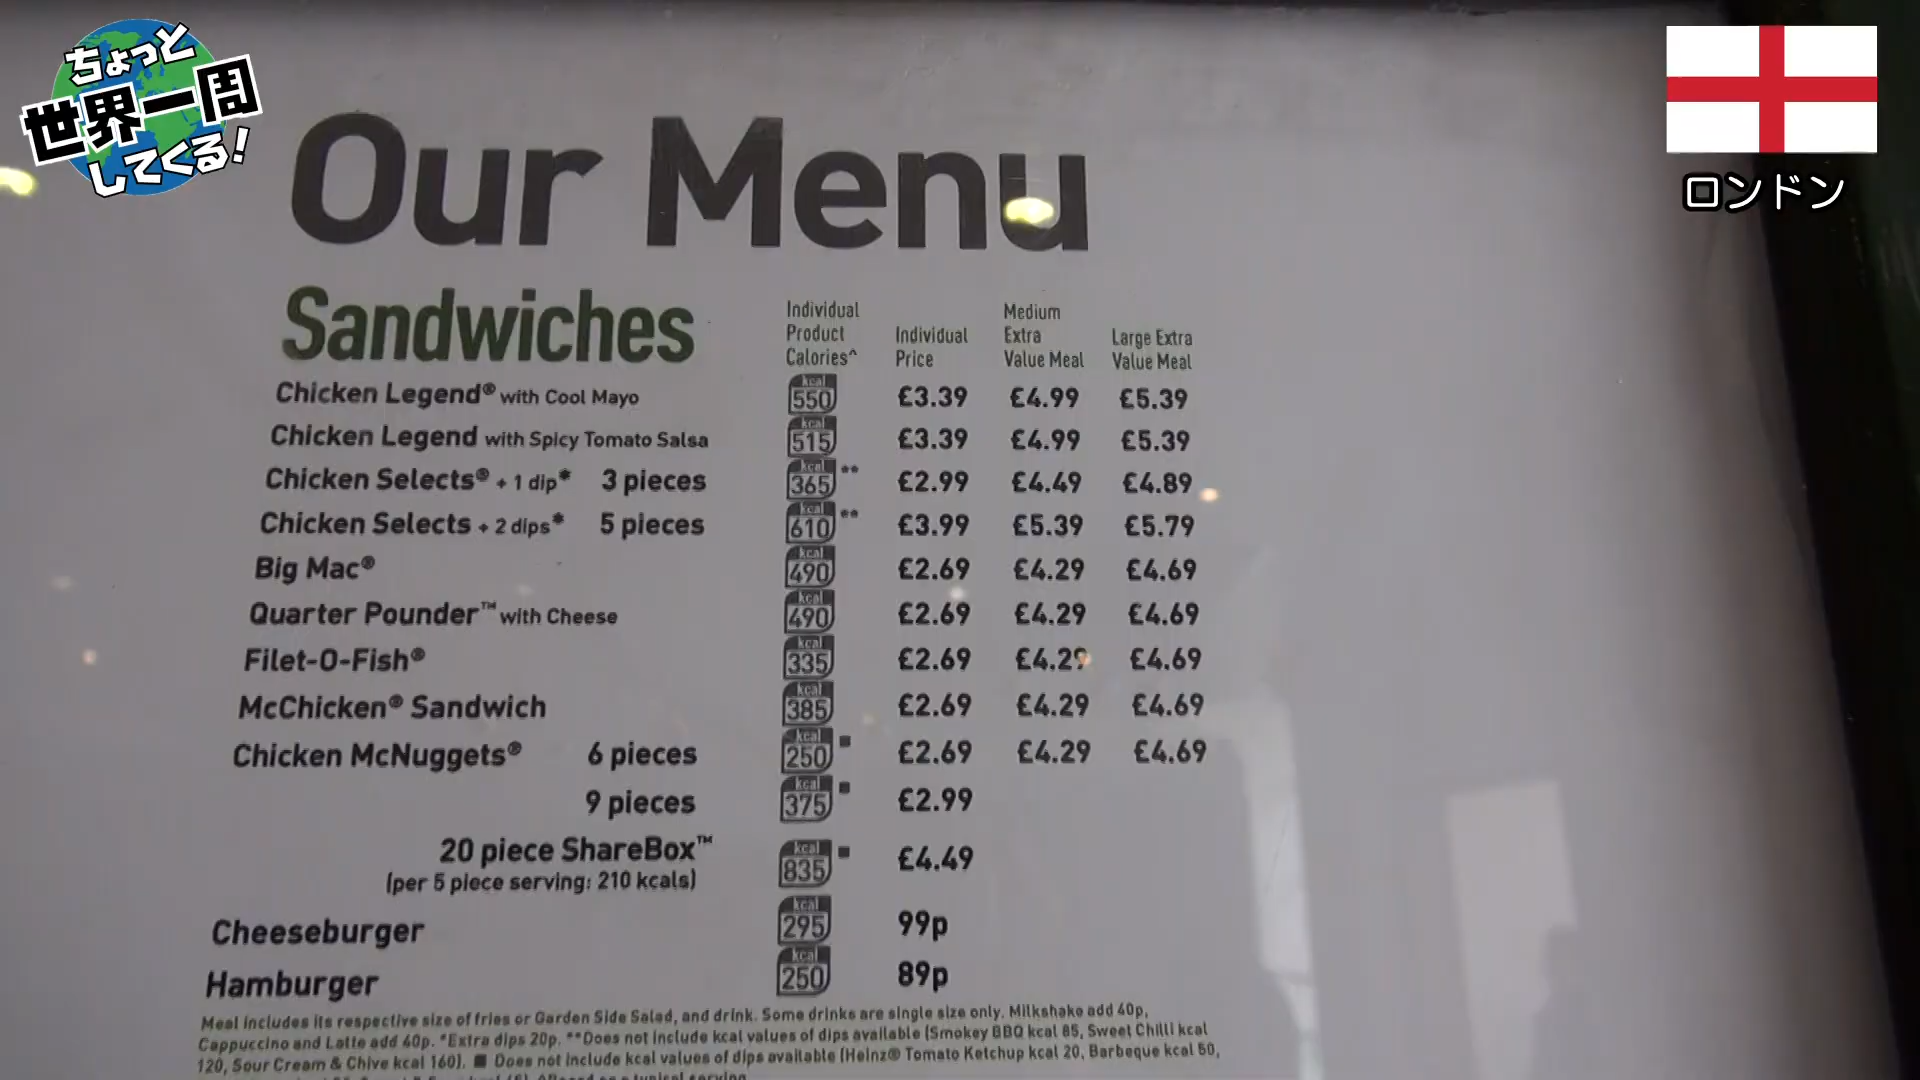 ちょっと
世界一周
してくる!
ロンドン
Our Menu
Sandwiches
Individual Product Calories^ Individual Price Medium Extra Value Meal Large Extra Value Meal
Chicken Legend® with Cool Mayo kcal 550 £3.39 £4.99 £5.39
Chicken Legend with Spicy Tomato Salsa kcal 515 £3.39 £4.99 £5.39
Chicken Selects® + 1 dip* 3 pieces kcal 365 ** £2.99 £4.49 £4.89
Chicken Selects + 2 dips* 5 pieces kcal 610 ** £3.99 £5.39 £5.79
Big Mac® kcal 490 £2.69 £4.29 £4.69
Quarter Pounder™ with Cheese kcal 490 £2.69 £4.29 £4.69
Filet-O-Fish® kcal 335 £2.69 £4.29 £4.69
McChicken® Sandwich kcal 385 £2.69 £4.29 £4.69
Chicken McNuggets® 6 pieces kcal 250 ■ £2.69 £4.29 £4.69
9 pieces kcal 375 ■ £2.99
20 piece ShareBox™ kcal 835 ■ £4.49
(per 5 piece serving: 210 kcals)
Cheeseburger kcal 295 99p
Hamburger kcal 250 89p
Meal includes its respective size of fries or Garden Side Salad, and drink. Some drinks are single size only. Milkshake add 40p,
Cappuccino and Latte add 60p. *Extra dips 20p. **Does not include kcal values of dips available (Smokey BBQ kcal 85, Sweet Chilli kcal
120, Sour Cream & Chive kcal 160). ■ Does not include kcal values of dips available (Heinz® Tomato Ketchup kcal 20, Barbeque kcal 50,